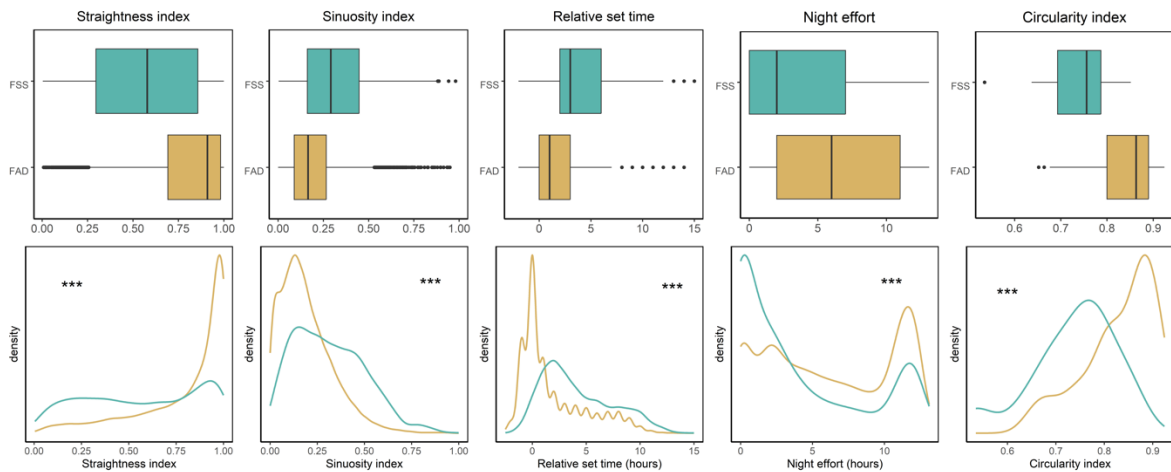 Straightness index
FSS
FAD
0.00 0.25 0.50 0.75 1.00
Sinuosity index
FSS
FAD
0.00 0.25 0.50 0.75 1.00
Relative set time
FSS
FAD
0 5 10 15
Night effort
FSS
FAD
0 5 10
Circularity index
FSS
FAD
0.6 0.7 0.8 0.9
density
***
0.00 0.25 0.50 0.75 1.00
Straightness index
density
***
0.00 0.25 0.50 0.75 1.00
Sinuosity index
density
***
0 5 10 15
Relative set time (hours)
density
***
0 5 10
Night effort (hours)
density
***
0.6 0.7 0.8 0.9
Circularity index